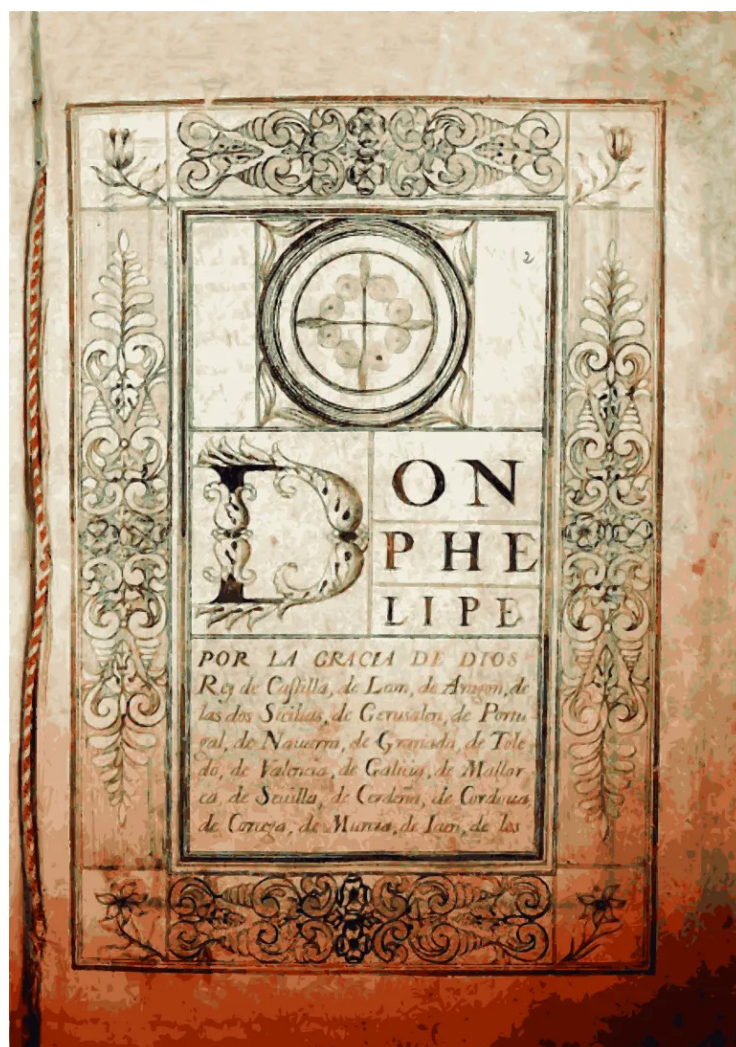 2
DON
PHE
LIPE
POR LA GRACIA DE DIOS
Rey de Castilla, de Leon, de Aragon, de
las dos Sicilias, de Gerusalen, de Portu-
gal, de Nauarra, de Granada, de Tole
do, de Valencia, de Galicia, de Mallor
ca, de Seuilla, de Cerdeña, de Cordoua,
de Corcega, de Murcia, de Iaen, de los